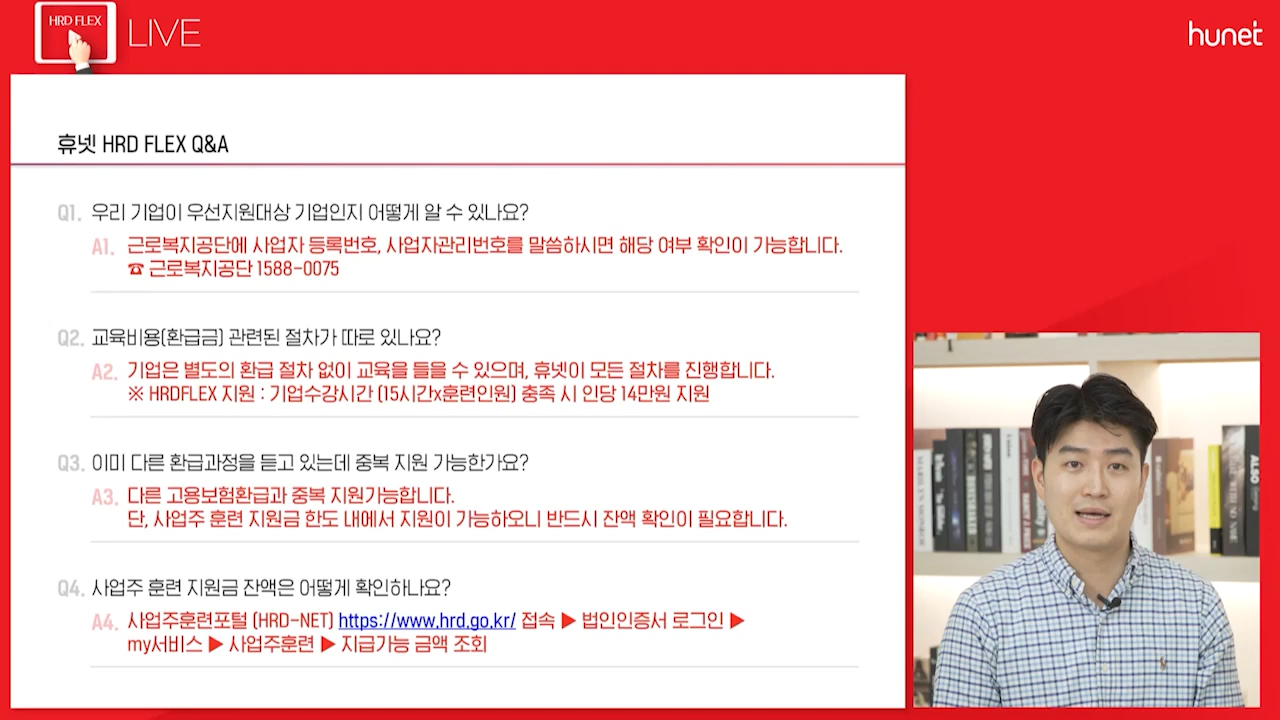 HRD FLEX
LIVE
hunet
휴넷 HRD FLEX Q&A
Q1. 우리 기업이 우선지원대상 기업인지 어떻게 알 수 있나요?
A1. 근로복지공단에 사업자 등록번호, 사업자관리번호를 말씀하시면 해당 여부 확인이 가능합니다.
☎ 근로복지공단 1588-0075
Q2. 교육비용(환급금) 관련된 절차가 따로 있나요?
A2. 기업은 별도의 환급 절차 없이 교육을 들을 수 있으며, 휴넷이 모든 절차를 진행합니다.
※ HRDFLEX 지원 : 기업수강시간 (15시간x훈련인원) 충족 시 인당 14만원 지원
Q3. 이미 다른 환급과정을 듣고 있는데 중복 지원 가능한가요?
A3. 다른 고용보험환급과 중복 지원가능합니다.
단, 사업주 훈련 지원금 한도 내에서 지원이 가능하오니 반드시 잔액 확인이 필요합니다.
Q4. 사업주 훈련 지원금 잔액은 어떻게 확인하나요?
A4. 사업주훈련포털 (HRD-NET) https://www.hrd.go.kr/ 접속 ▶ 법인인증서 로그인 ▶
my서비스 ▶ 사업주훈련 ▶ 지급가능 금액 조회
ALSO